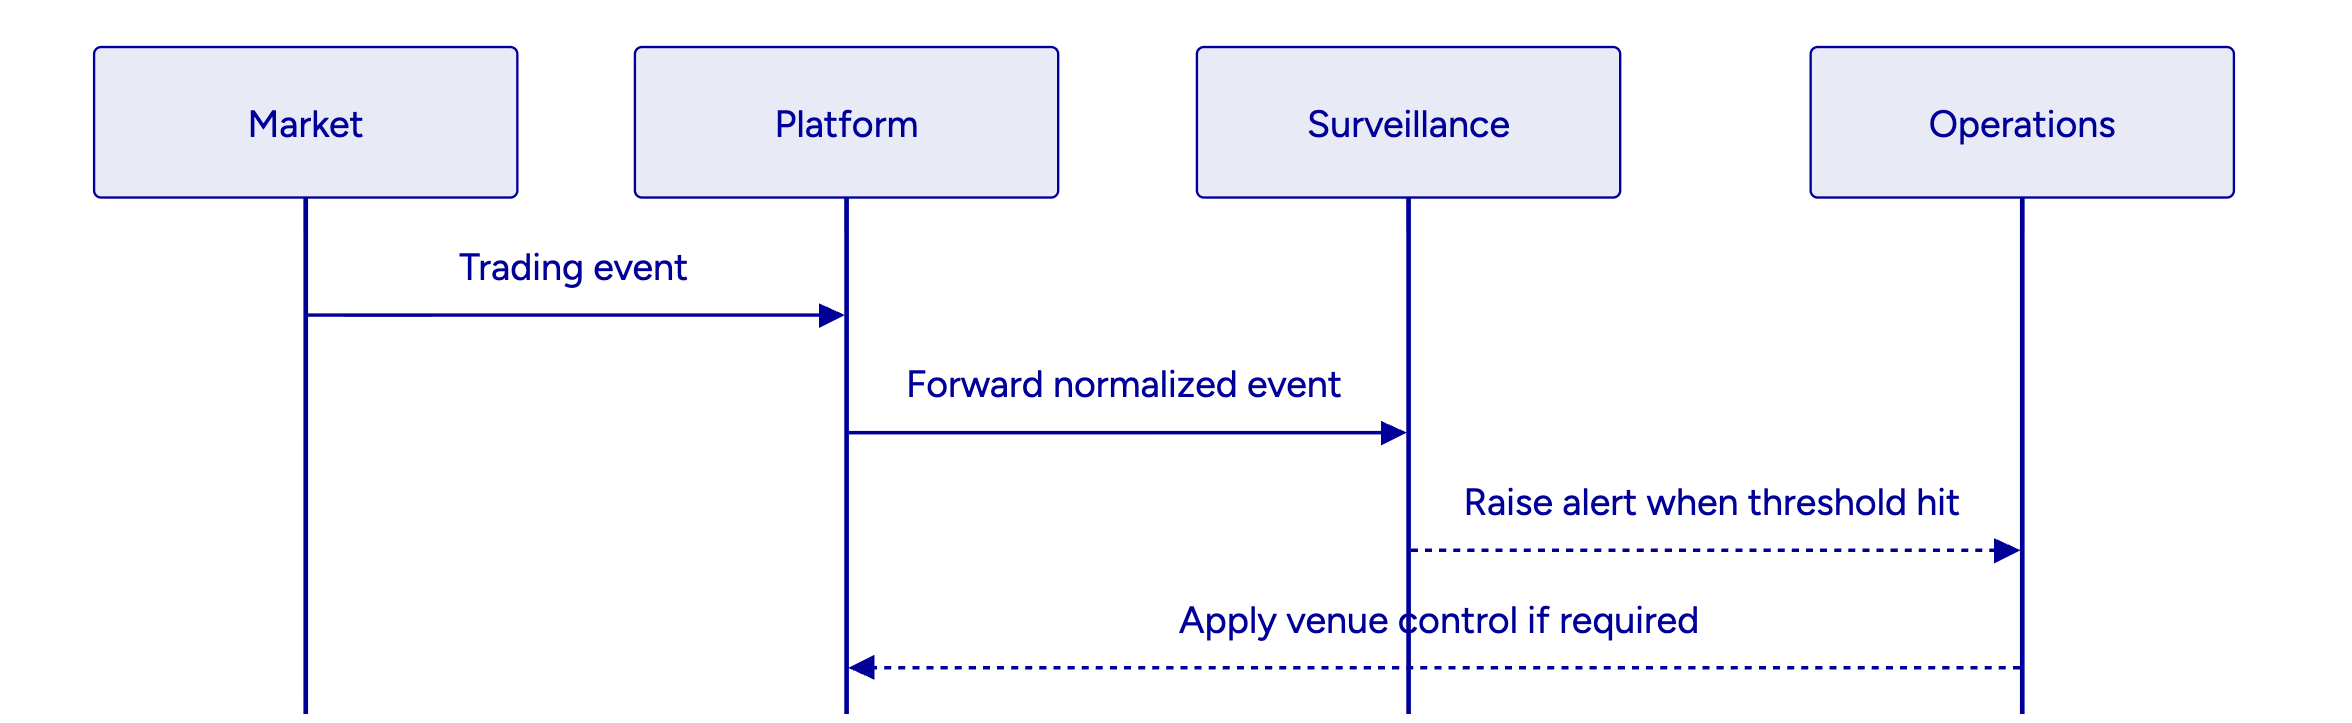 Market
Platform
Surveillance
Operations
Trading event
Forward normalized event
Raise alert when threshold hit
Apply venue control if required